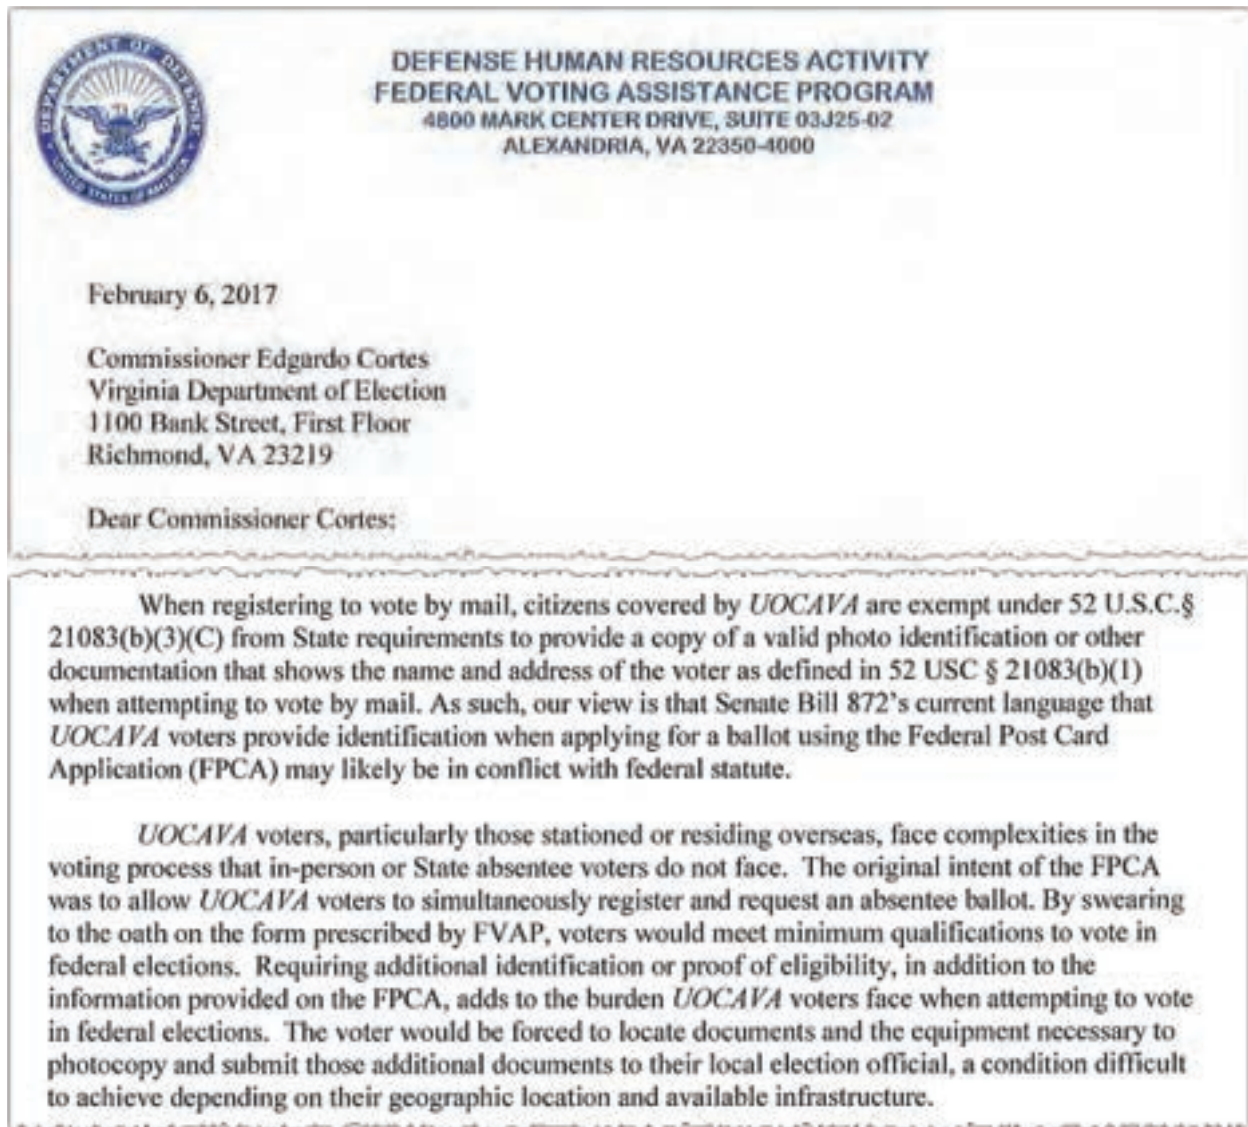 DEPARTMENT OF DEFENSE
UNITED STATES OF AMERICA
DEFENSE HUMAN RESOURCES ACTIVITY
FEDERAL VOTING ASSISTANCE PROGRAM
4800 MARK CENTER DRIVE, SUITE 03J25-02
ALEXANDRIA, VA 22350-4000
February 6, 2017
Commissioner Edgardo Cortes
Virginia Department of Election
1100 Bank Street, First Floor
Richmond, VA 23219
Dear Commissioner Cortes:
When registering to vote by mail, citizens covered by UOCAVA are exempt under 52 U.S.C.§
21083(b)(3)(C) from State requirements to provide a copy of a valid photo identification or other
documentation that shows the name and address of the voter as defined in 52 USC § 21083(b)(1)
when attempting to vote by mail. As such, our view is that Senate Bill 872's current language that
UOCAVA voters provide identification when applying for a ballot using the Federal Post Card
Application (FPCA) may likely be in conflict with federal statute.
UOCAVA voters, particularly those stationed or residing overseas, face complexities in the
voting process that in-person or State absentee voters do not face. The original intent of the FPCA
was to allow UOCAVA voters to simultaneously register and request an absentee ballot. By swearing
to the oath on the form prescribed by FVAP, voters would meet minimum qualifications to vote in
federal elections. Requiring additional identification or proof of eligibility, in addition to the
information provided on the FPCA, adds to the burden UOCAVA voters face when attempting to vote
in federal elections. The voter would be forced to locate documents and the equipment necessary to
photocopy and submit those additional documents to their local election official, a condition difficult
to achieve depending on their geographic location and available infrastructure.